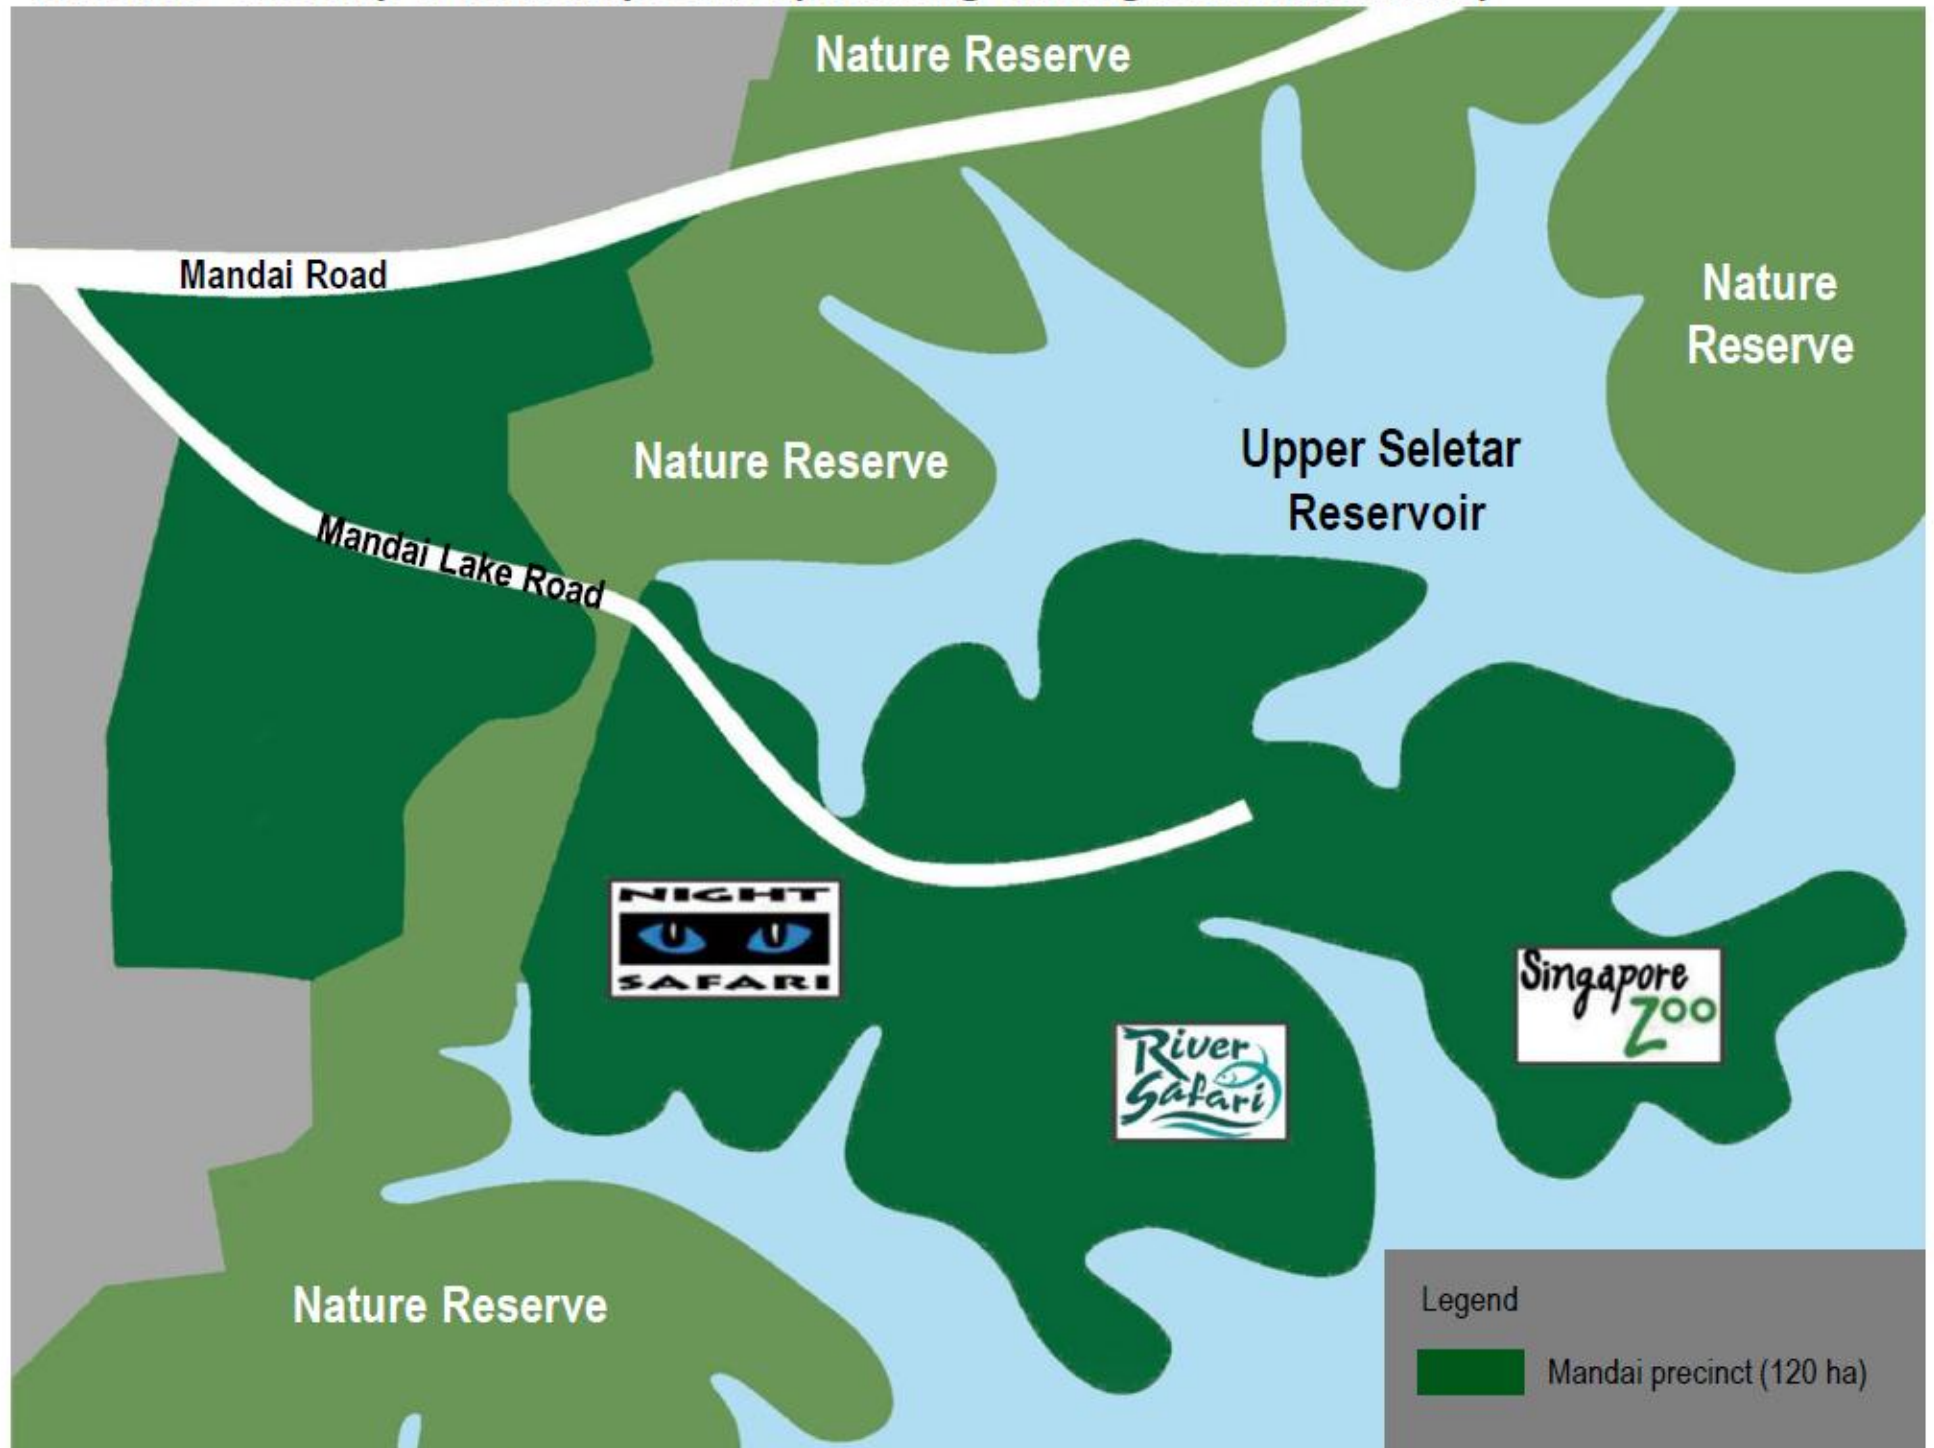 Nature Reserve
Mandai Road
Nature
Reserve
Nature Reserve
Upper Seletar
Reservoir
Mandai Lake Road
NIGHT
SAFARI
Singapore
Zoo
River
Safari
Nature Reserve
Legend
Mandai precinct (120 ha)